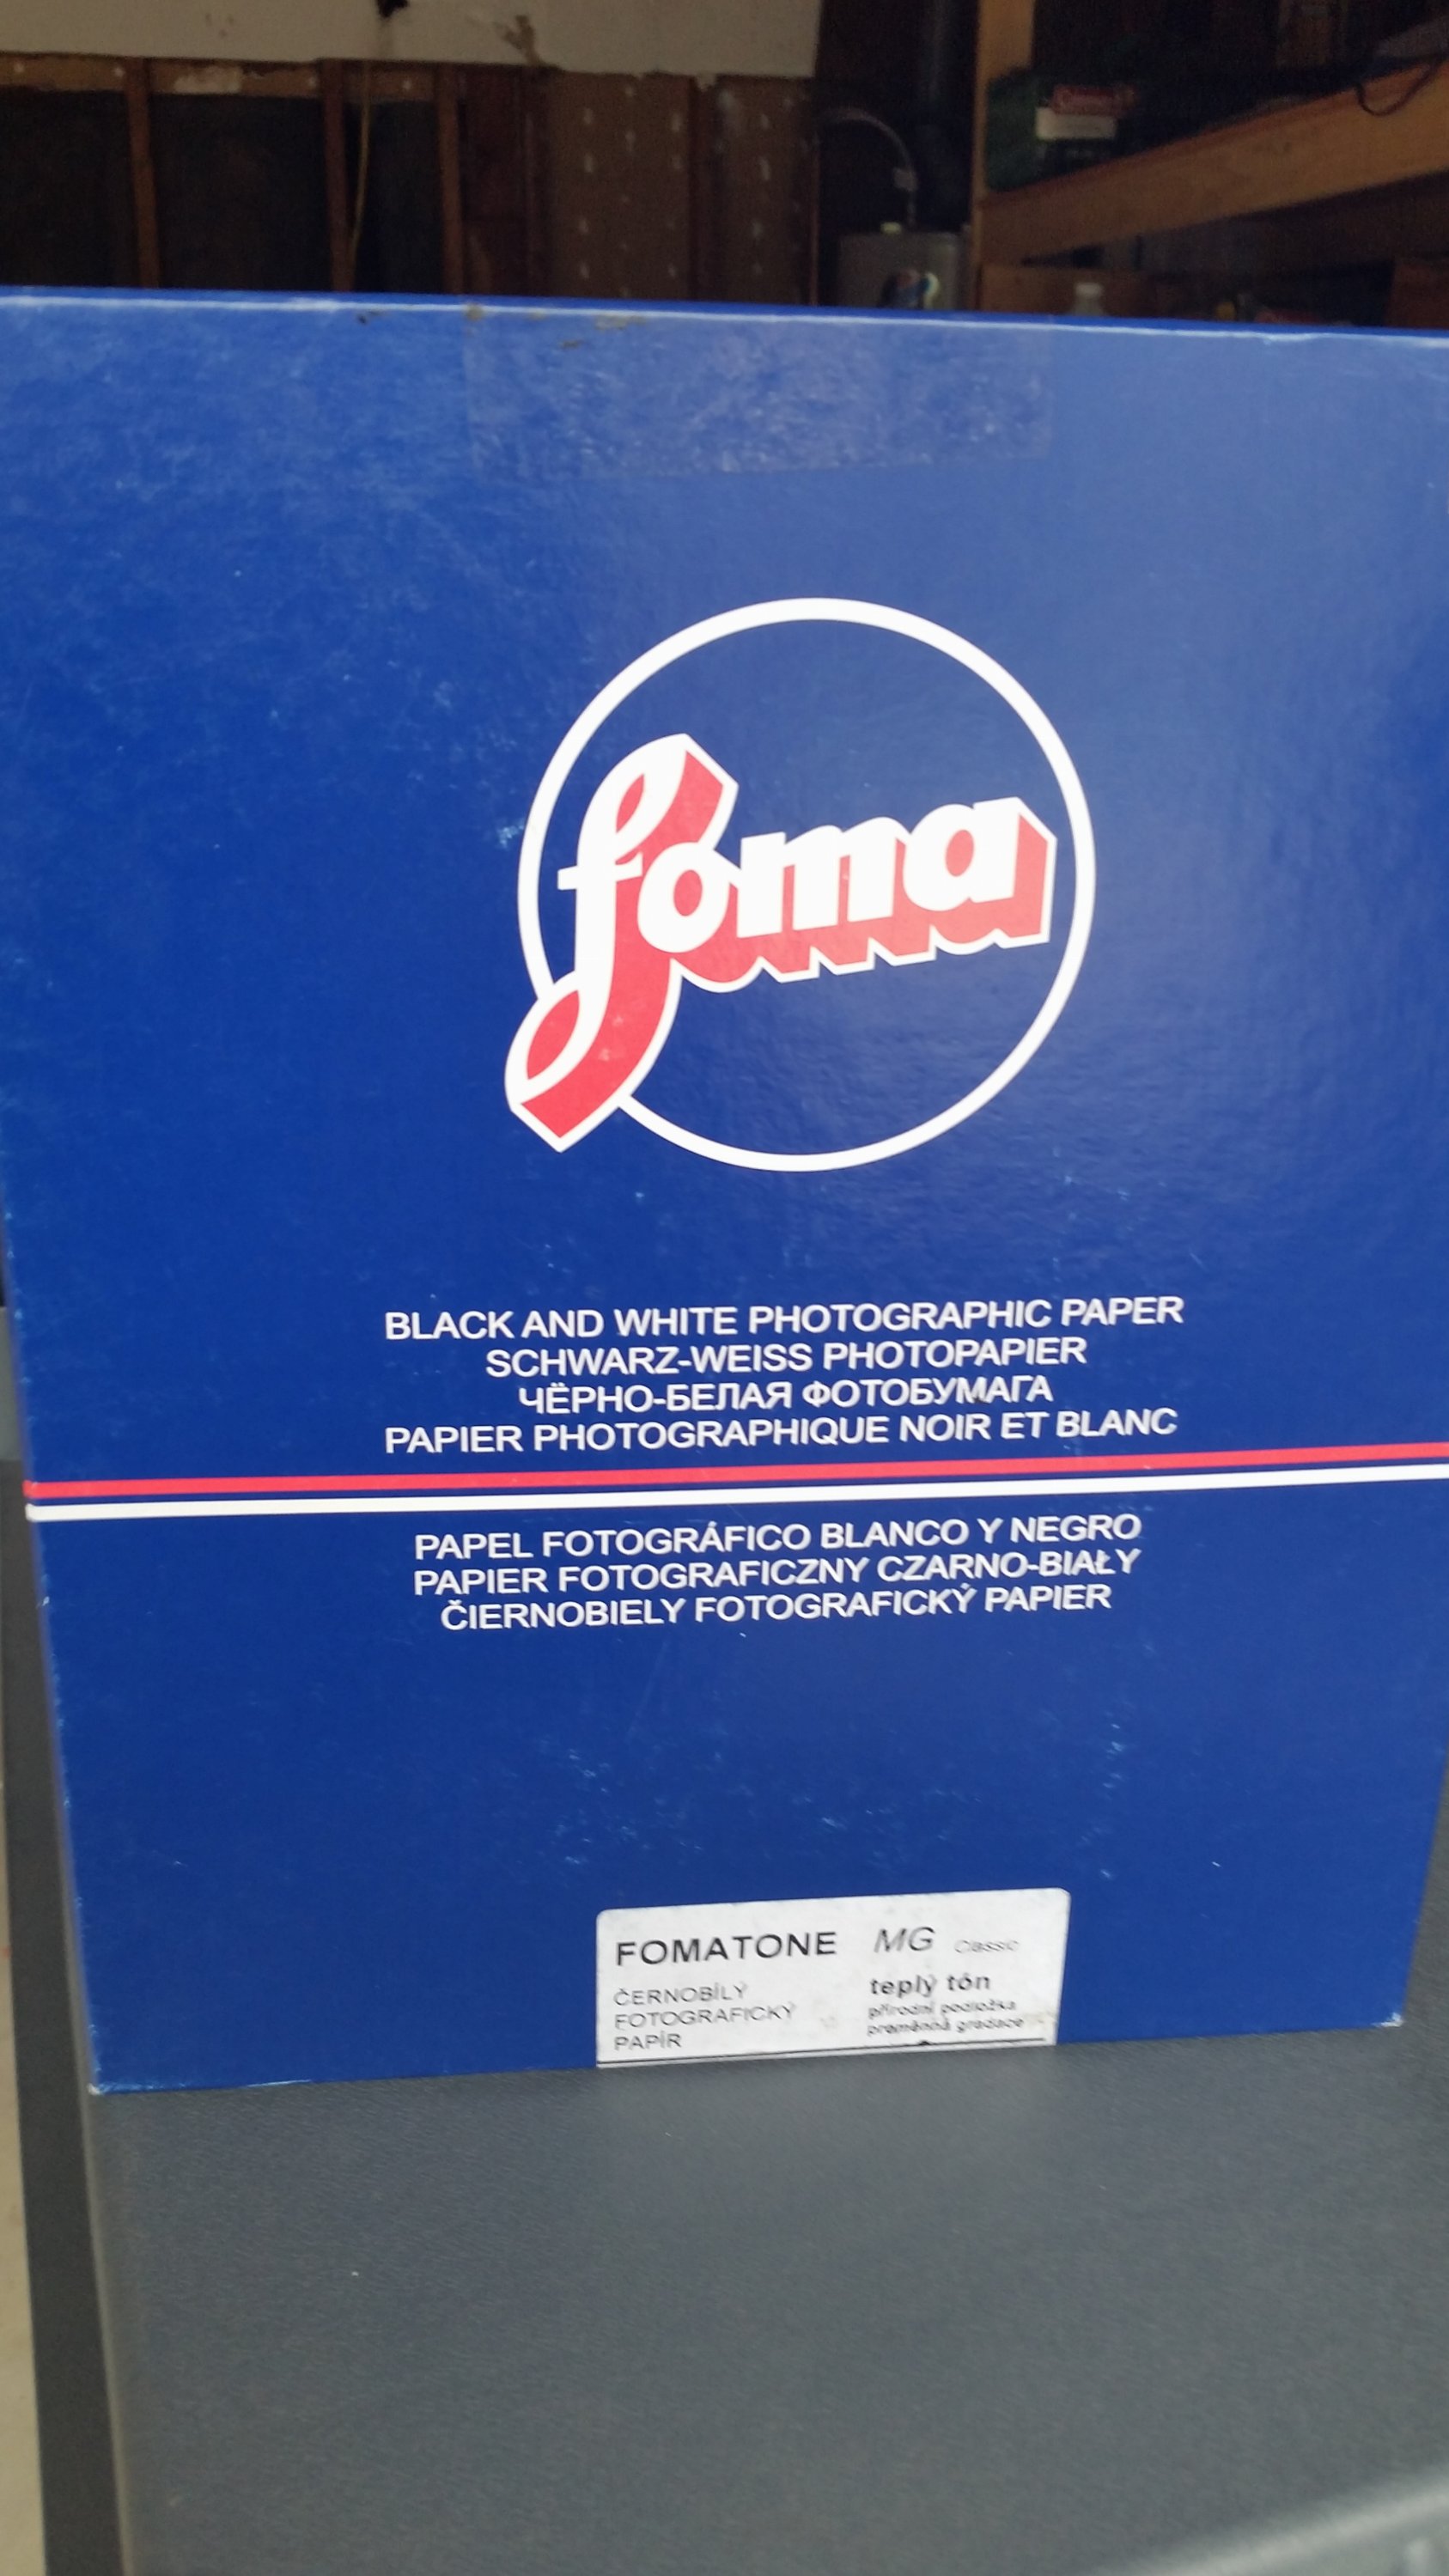 foma
BLACK AND WHITE PHOTOGRAPHIC PAPER
SCHWARZ-WEISS PHOTOPAPIER
ЧЁРНО-БЕЛАЯ ФОТОБУМАГА
PAPIER PHOTOGRAPHIQUE NOIR ET BLANC
PAPEL FOTOGRÁFICO BLANCO Y NEGRO
PAPIER FOTOGRAFICZNY CZARNO-BIAŁY
ČIERNOBIELY FOTOGRAFICKÝ PAPIER
FOMATONE MG Classic
ČERNOBÍLÝ
FOTOGRAFICKÝ
PAPÍR
teplý tón
přírodní podložka
proměnná gradace